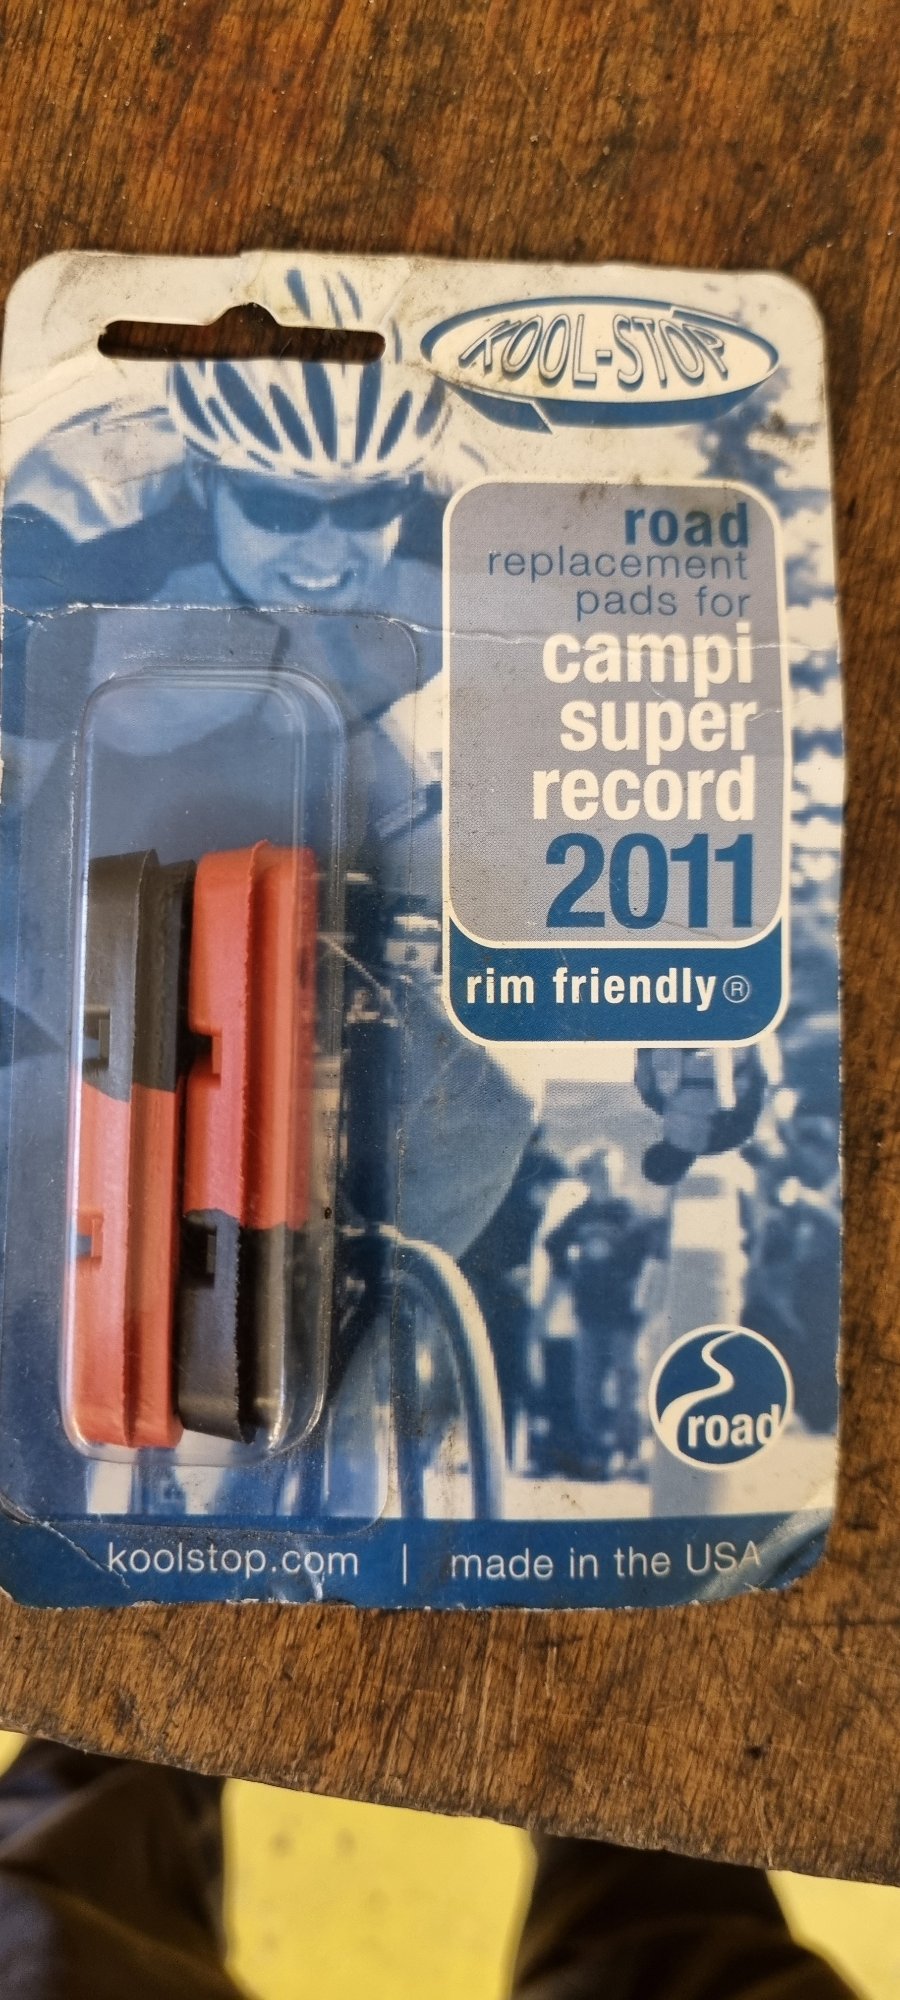 KOOL-STOP
road
replacement
pads for
campi
super
record
2011
rim friendly®
road
koolstop.com | made in the USA